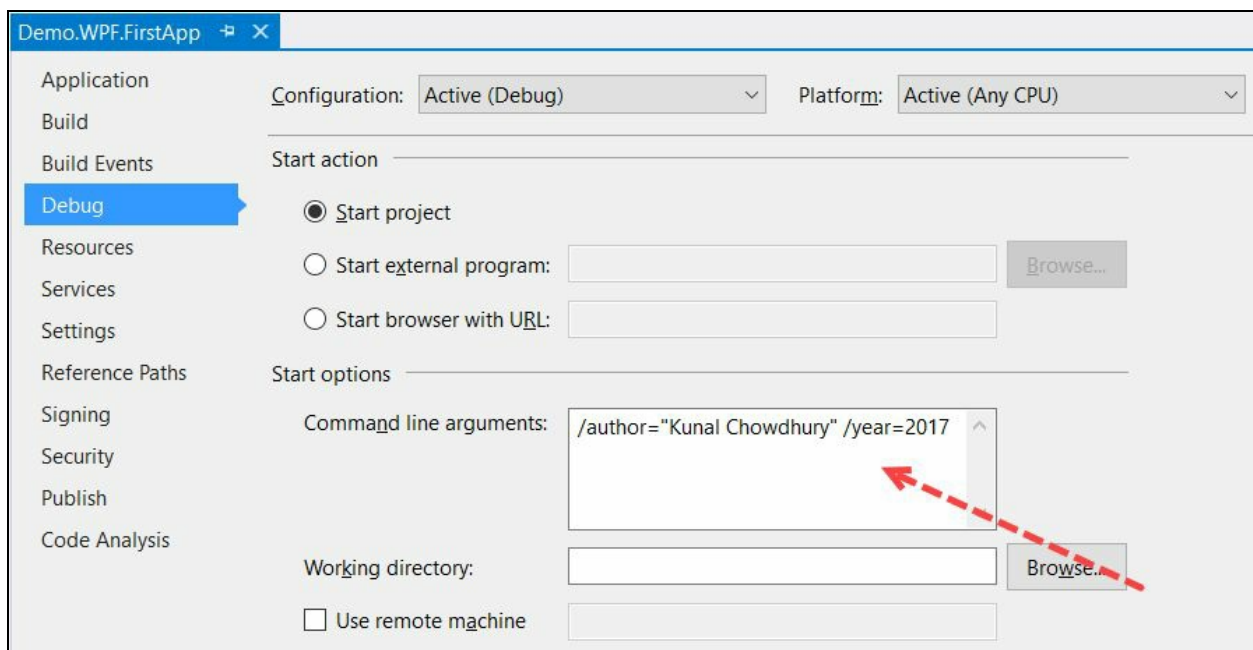 Demo.WPF.FirstApp
Application
Build
Build Events
Debug
Resources
Services
Settings
Reference Paths
Signing
Security
Publish
Code Analysis
Configuration: Active (Debug) Platform: Active (Any CPU)
Start action
Start project
Start external program: Browse...
Start browser with URL:
Start options
Command line arguments: /author="Kunal Chowdhury" /year=2017
Working directory: Browse...
Use remote machine